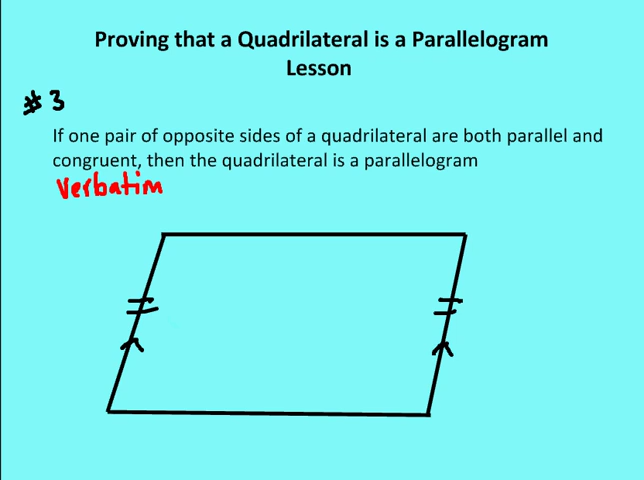 Proving that a Quadrilateral is a Parallelogram
Lesson
#3
If one pair of opposite sides of a quadrilateral are both parallel and
congruent, then the quadrilateral is a parallelogram
Verbatim